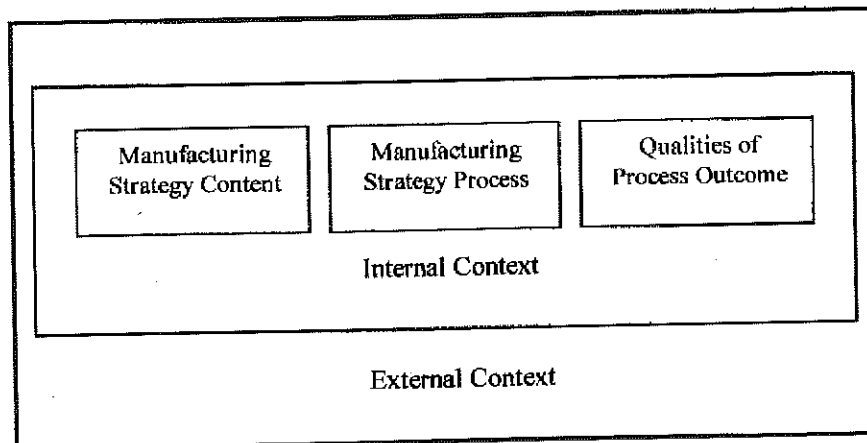 Manufacturing
Strategy Content
Manufacturing
Strategy Process
Qualities of
Process Outcome
Internal Context
External Context